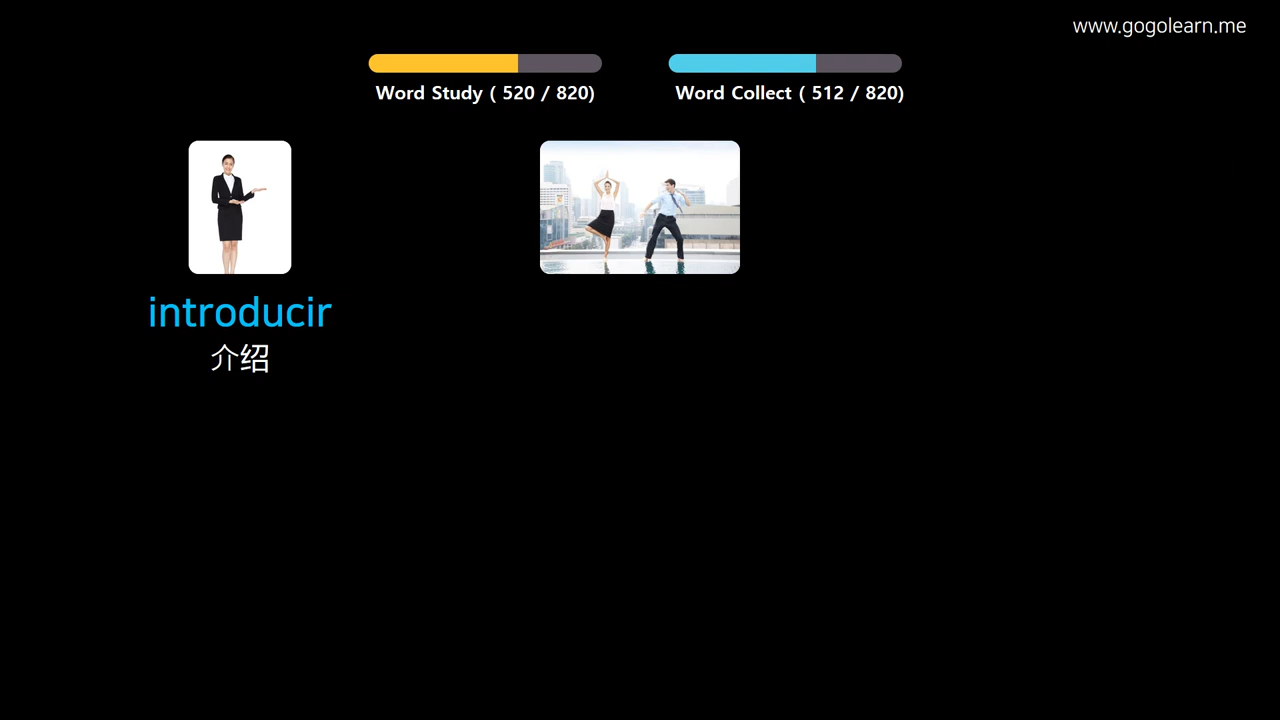 www.gogolearn.me
Word Study ( 520 / 820)
Word Collect ( 512 / 820)
introducir
介绍